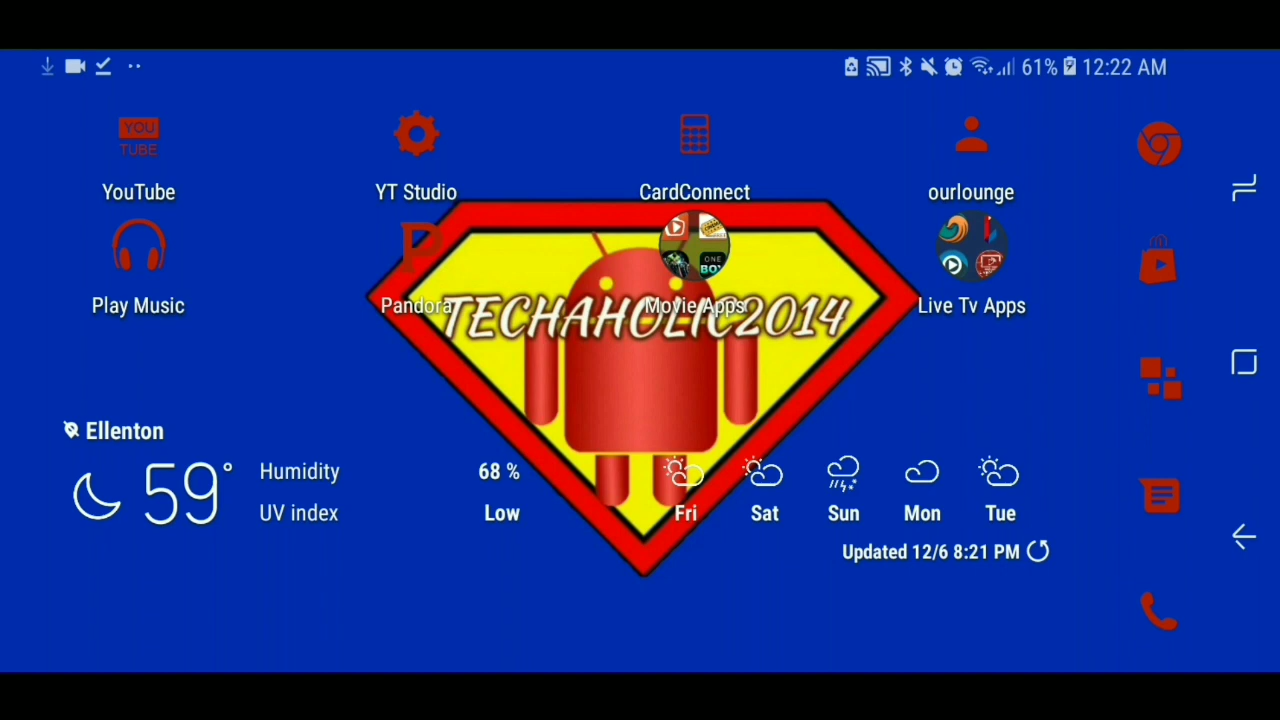 61% 12:22 AM
YOU
TUBE
YouTube
YT Studio
CardConnect
ourlounge
P
ONE
BOX
Play Music
Pandora
Movie Apps
Live Tv Apps
TECHAHOLIC2014
Ellenton
59°
Humidity 68 %
UV index Low
Fri Sat Sun Mon Tue
Updated 12/6 8:21 PM